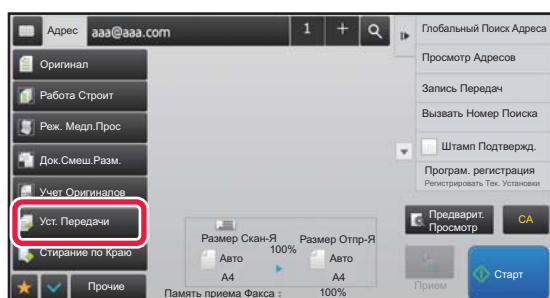 Адрес aaa@aaa.com 1 +
Оригинал
Работа Строит
Реж. Медл.Прос
Док.Смеш.Разм.
Учет Оригиналов
Уст. Передачи
Стирание по Краю
Прочие
Размер Скан-Я
100%
Размер Отпр-Я
Авто
A4
Авто
A4
Память приема Факса : 100%
Глобальный Поиск Адреса
Просмотр Адресов
Запись Передач
Вызвать Номер Поиска
Штамп Подтвержд.
Програм. регистрация
Регистрировать Тек. Установки
Предварит.
Просмотр
CA
Прием
Старт